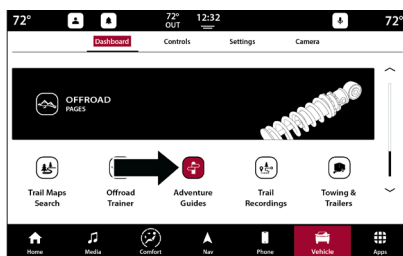 72°
72°
OUT
12:32
72°
Dashboard
Controls
Settings
Camera
OFFROAD
PAGES
Trail Maps
Search
Offroad
Trainer
Adventure
Guides
Trail
Recordings
Towing &
Trailers
Home
Media
Comfort
Nav
Phone
Vehicle
Apps